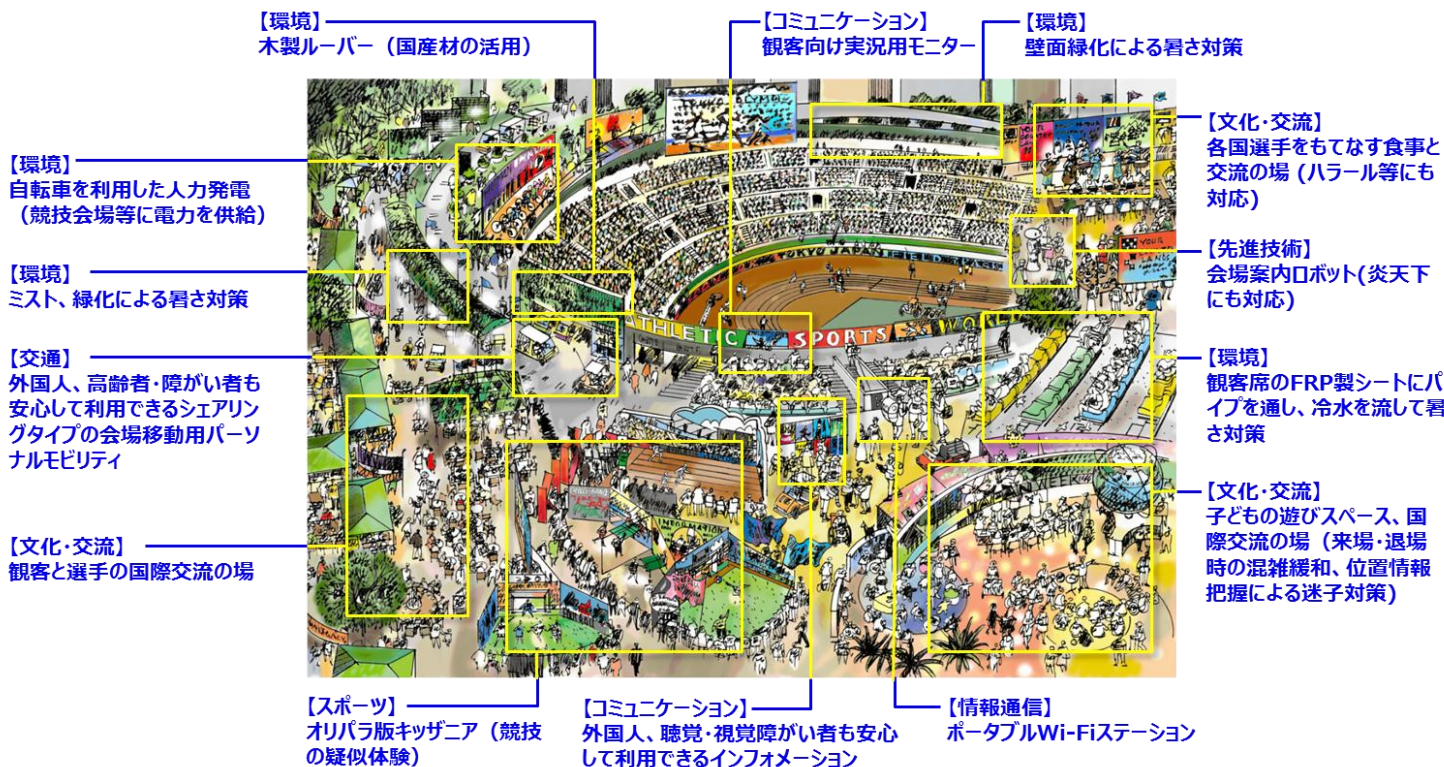 【環境】
木製ルーバー（国産材の活用）
【コミュニケーション】
観客向け実況用モニター
【環境】
壁面緑化による暑さ対策
【文化・交流】
各国選手をもてなす食事と
交流の場 (ハラール等にも
対応)
【環境】
自転車を利用した人力発電
（競技会場等に電力を供給）
【先進技術】
会場案内ロボット(炎天下
にも対応)
【環境】
ミスト、緑化による暑さ対策
【交通】
外国人、高齢者・障がい者も
安心して利用できるシェアリン
グタイプの会場移動用パーソ
ナルモビリティ
【環境】
観客席のFRP製シートにパ
イプを通し、冷水を流して暑
さ対策
ATHLETIC SPORTS WORL
INFORMATION
【文化・交流】
観客と選手の国際交流の場
【文化・交流】
子どもの遊びスペース、国
際交流の場（来場・退場
時の混雑緩和、位置情報
把握による迷子対策)
【スポーツ】
オリパラ版キッザニア（競技
の疑似体験）
【コミュニケーション】
外国人、聴覚・視覚障がい者も安心
して利用できるインフォメーション
【情報通信】
ポータブルWi-Fiステーション